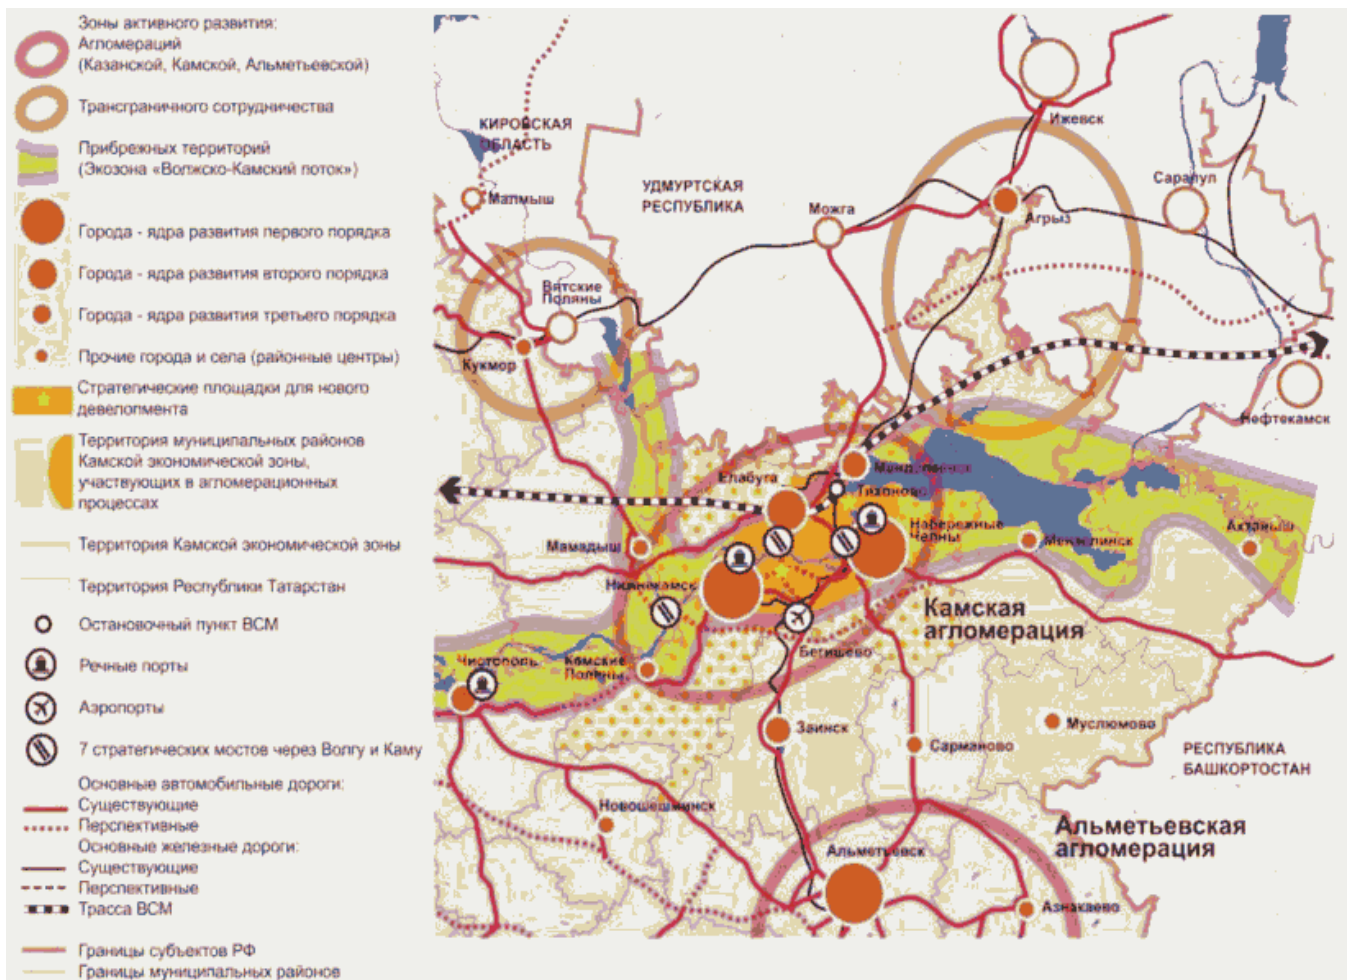 Зоны активного развития:
Агломераций
(Казанской, Камской, Альметьевской)
Трансграничного сотрудничества
Прибрежных территорий
(Экозона «Волжско-Камский поток»)
Города - ядра развития первого порядка
Города - ядра развития второго порядка
Города - ядра развития третьего порядка
Прочие города и села (районные центры)
Стратегические площадки для нового
девелопмента
Территория муниципальных районов
Камской экономической зоны,
участвующих в агломерационных
процессах
Территория Камской экономической зоны
Территория Республики Татарстан
Остановочный пункт ВСМ
Речные порты
Аэропорты
7 стратегических мостов через Волгу и Каму
Основные автомобильные дороги:
Существующие
Перспективные
Основные железные дороги:
Существующие
Перспективные
Трасса ВСМ
Границы субъектов РФ
Границы муниципальных районов
Ижевск
КИРОВСКАЯ
ОБЛАСТЬ
УДМУРТСКАЯ
РЕСПУБЛИКА
Малмыш
Можга
Сарапул
Агрыз
Вятские
Поляны
Кукмор
Нефтекамск
Менделеевск
Елабуга
Тихоново
Набережные
Челны
Мамадыш
Мензелинск
Актаныш
Нижнекамск
Камская
агломерация
Чистополь
Камские
Поляны
Бегишево
Заинск
Сарманово
Муслюмово
РЕСПУБЛИКА
БАШКОРТОСТАН
Новошешминск
Альметьевская
агломерация
Альметьевск
Азнакаево